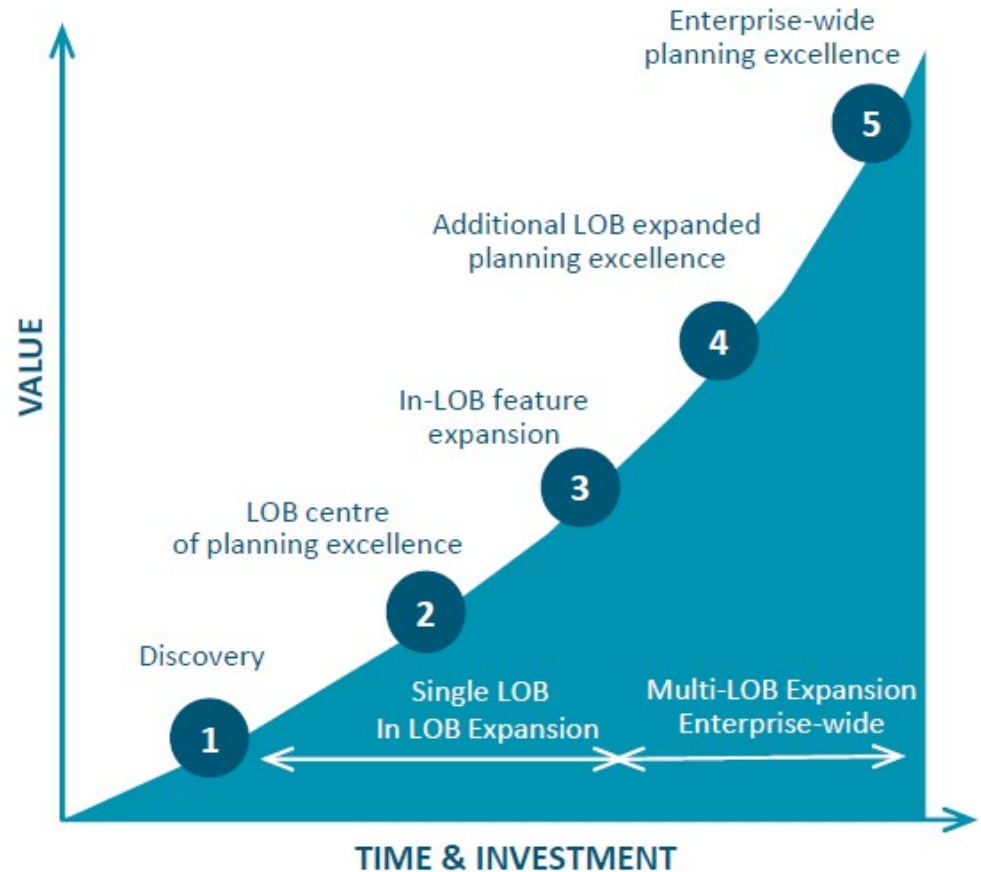 Enterprise-wide
planning excellence
5
Additional LOB expanded
planning excellence
4
In-LOB feature
expansion
3
LOB centre
of planning excellence
2
Discovery
1
Single LOB
In LOB Expansion
Multi-LOB Expansion
Enterprise-wide
VALUE
TIME & INVESTMENT